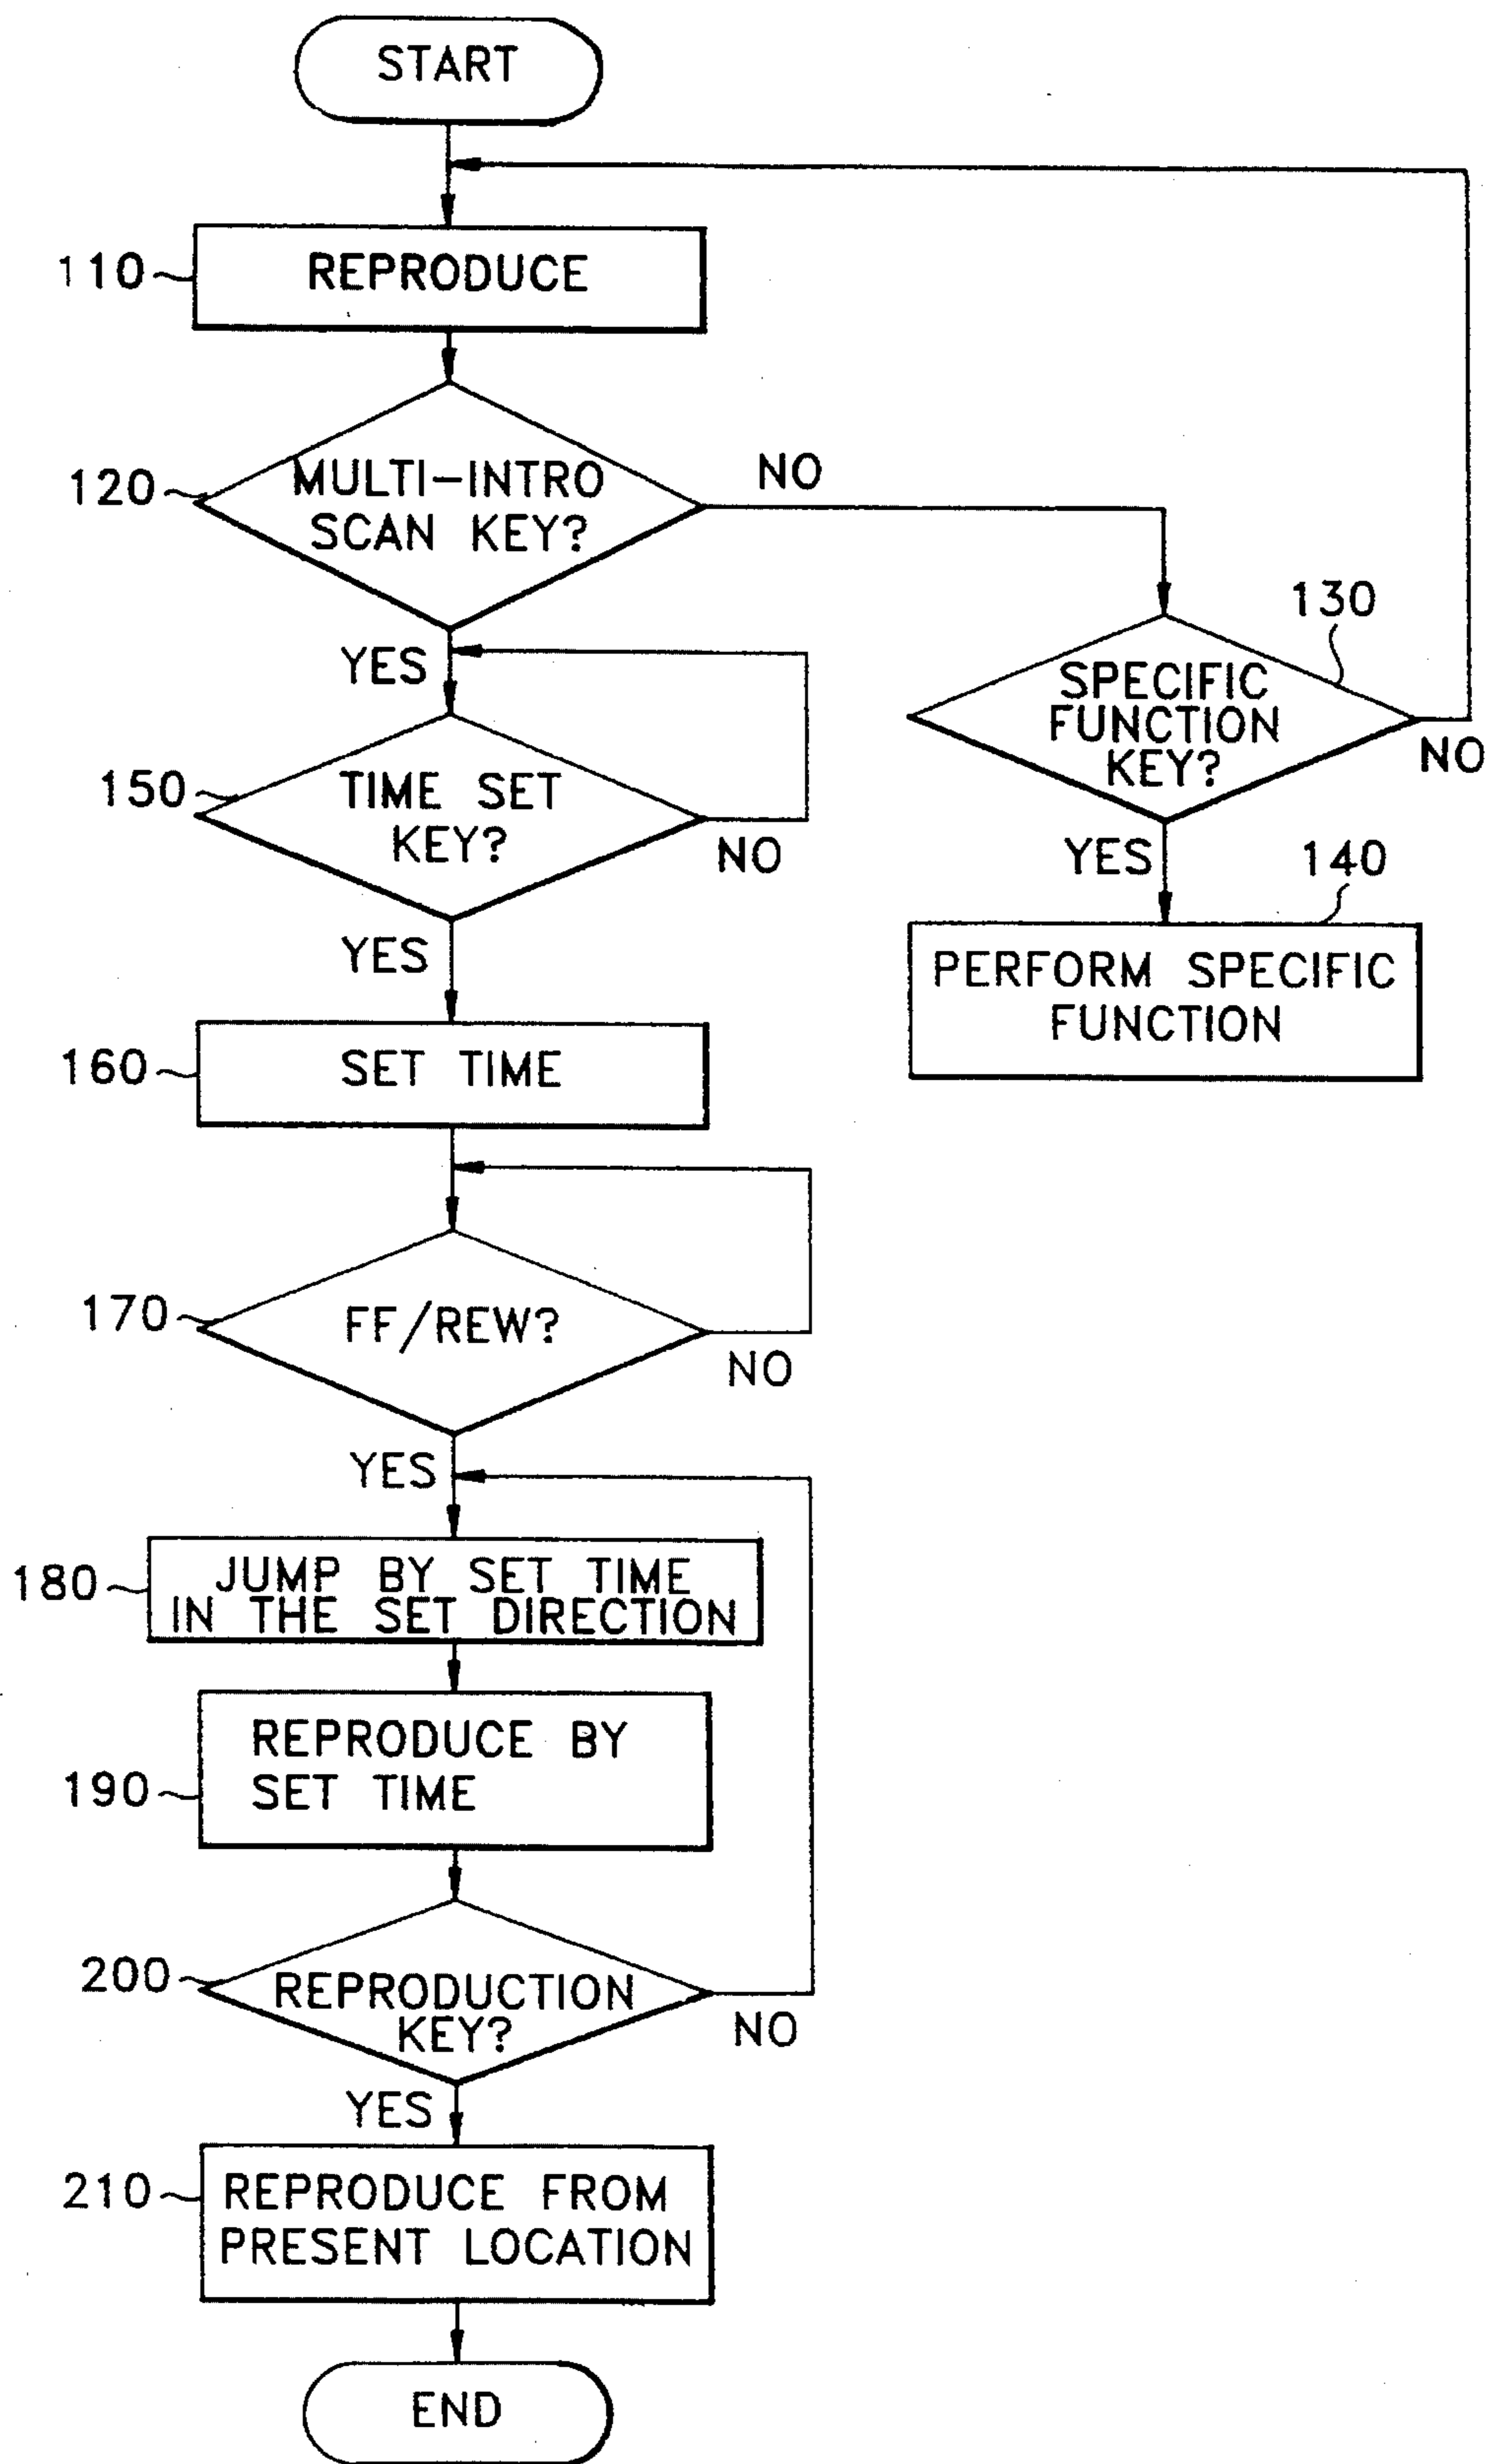 START
110
REPRODUCE
120
MULTI-INTRO
SCAN KEY?
NO
YES
130
SPECIFIC
FUNCTION
KEY?
NO
150
TIME SET
KEY?
NO
YES
140
PERFORM SPECIFIC
FUNCTION
YES
160
SET TIME
170
FF/REW?
NO
YES
180
JUMP BY SET TIME
IN THE SET DIRECTION
190
REPRODUCE BY
SET TIME
200
REPRODUCTION
KEY?
NO
YES
210
REPRODUCE FROM
PRESENT LOCATION
END